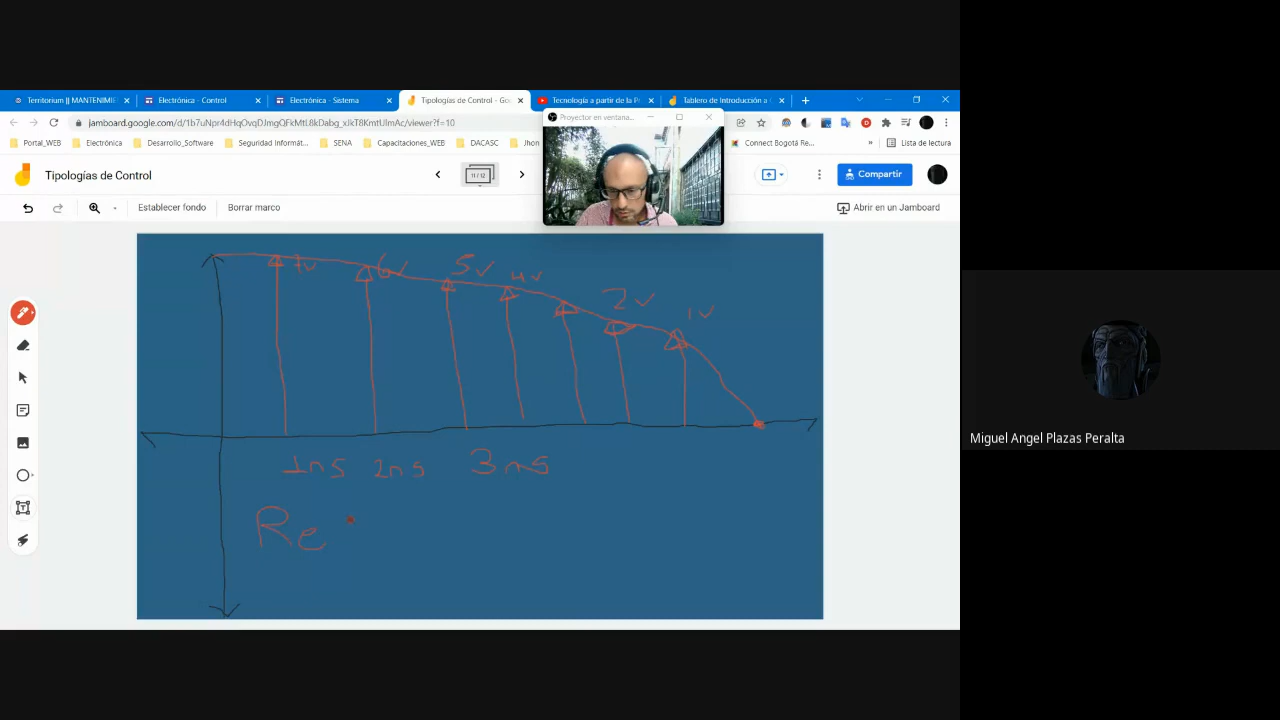 Territorium || MANTENIMIE
Electrónica - Control
Electrónica - Sistema
Tipologías de Control - Goo
Tecnología a partir de la Pr
Tablero de Introducción a
jamboard.google.com/d/1b7uNpr4dHqOvqDJmgQFkMtL8kDabg_xJkT8KmtUlmAc/viewer?f=10
Proyector en ventana...
Portal_WEB
Electrónica
Desarrollo_Software
Seguridad Informát...
SENA
Capacitaciones_WEB
DACASC
Jhon
Connect Bogotá Re...
»
Lista de lectura
Tipologías de Control
11 / 12
Compartir
Establecer fondo
Borrar marco
Abrir en un Jamboard
7v 6v 5v 4v 2v 1v
1ns 2ns 3ns
Re
Miguel Angel Plazas Peralta